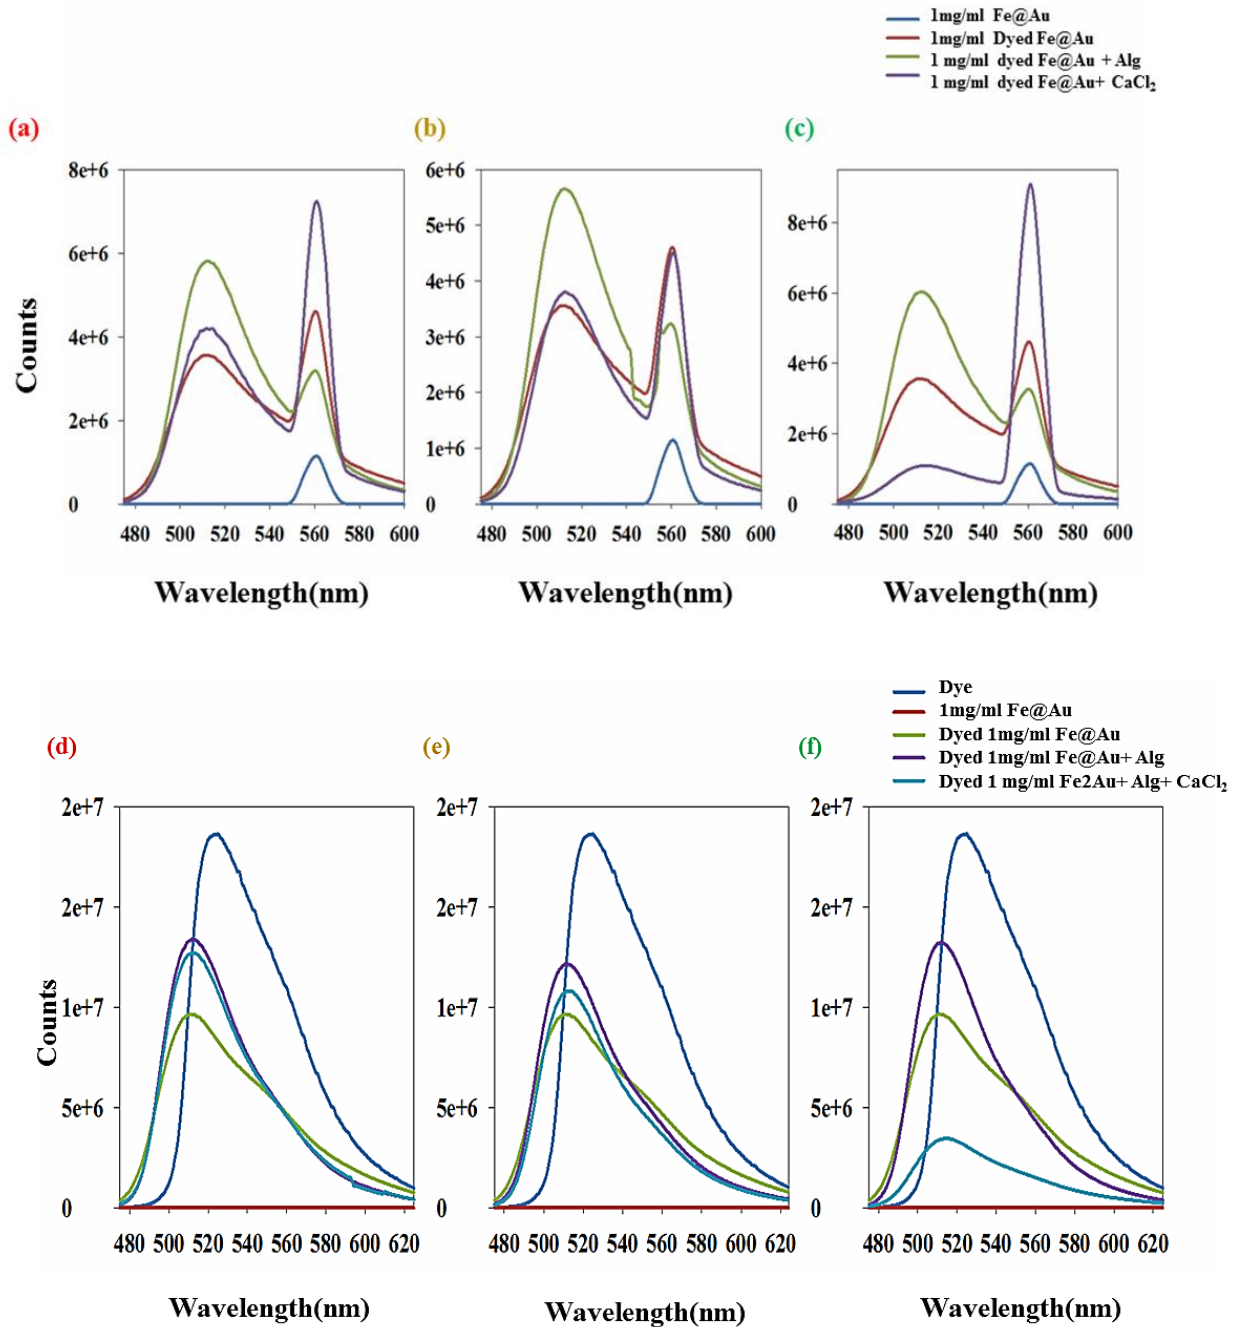 1mg/ml Fe@Au
1mg/ml Dyed Fe@Au
1 mg/ml dyed Fe@Au + Alg
1 mg/ml dyed Fe@Au+ CaCl₂
(a) (b) (c)
8e+6 6e+6
5e+6 8e+6
6e+6
4e+6 6e+6
4e+6 3e+6
4e+6
2e+6
2e+6 2e+6
1e+6
0 0 0
480 500 520 540 560 580 600 480 500 520 540 560 580 600 480 500 520 540 560 580 600
Counts
Wavelength(nm) Wavelength(nm) Wavelength(nm)
Dye
1mg/ml Fe@Au
Dyed 1mg/ml Fe@Au
Dyed 1mg/ml Fe@Au+ Alg
Dyed 1 mg/ml Fe2Au+ Alg+ CaCl₂
(d) (e) (f)
2e+7 2e+7 2e+7
2e+7 2e+7 2e+7
1e+7 1e+7 1e+7
5e+6 5e+6 5e+6
0 0 0
480 500 520 540 560 580 600 620 480 500 520 540 560 580 600 620 480 500 520 540 560 580 600 620
Counts
Wavelength(nm) Wavelength(nm) Wavelength(nm)